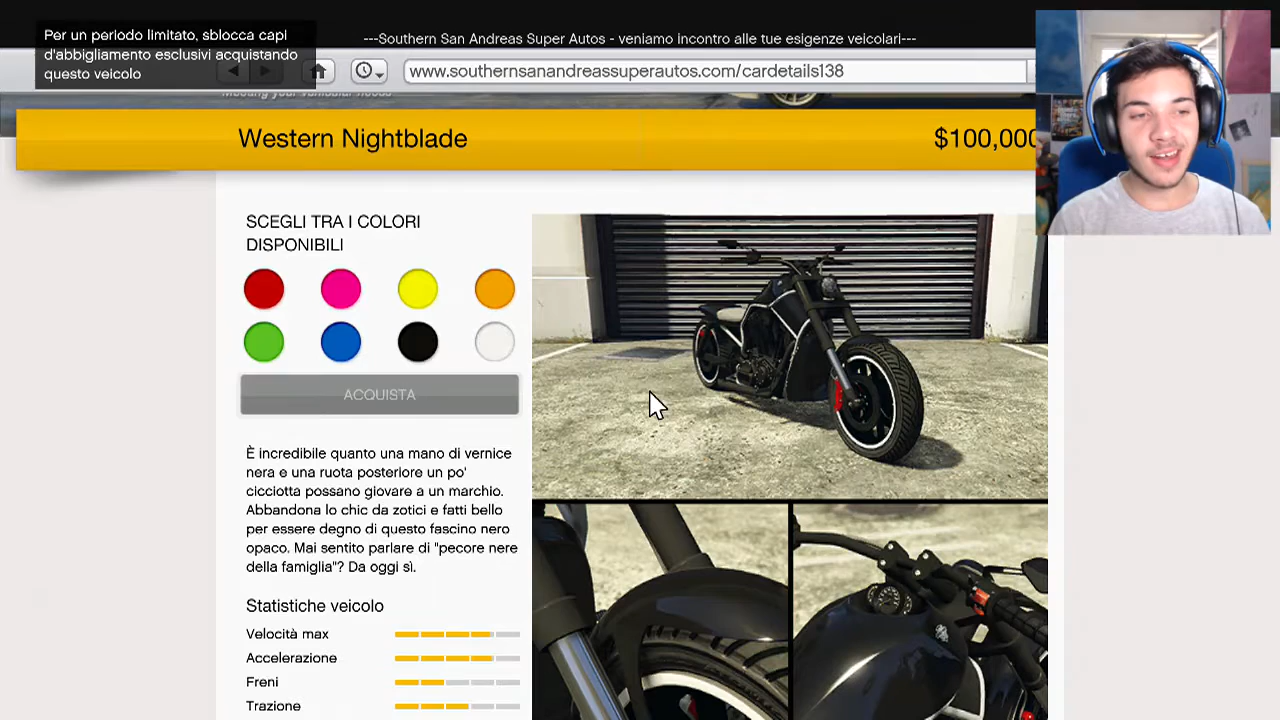 Per un periodo limitato, sblocca capi
d'abbigliamento esclusivi acquistando
questo veicolo
---Southern San Andreas Super Autos - veniamo incontro alle tue esigenze veicolari---
www.southernsanandreassuperautos.com/cardetails138
Meeting your vehicular needs
Western Nightblade
$100,000
SCEGLI TRA I COLORI
DISPONIBILI
ACQUISTA
È incredibile quanto una mano di vernice
nera e una ruota posteriore un po'
cicciotta possano giovare a un marchio.
Abbandona lo chic da zotici e fatti bello
per essere degno di questo fascino nero
opaco. Mai sentito parlare di "pecore nere
della famiglia"? Da oggi sì.
Statistiche veicolo
Velocità max
Accelerazione
Freni
Trazione